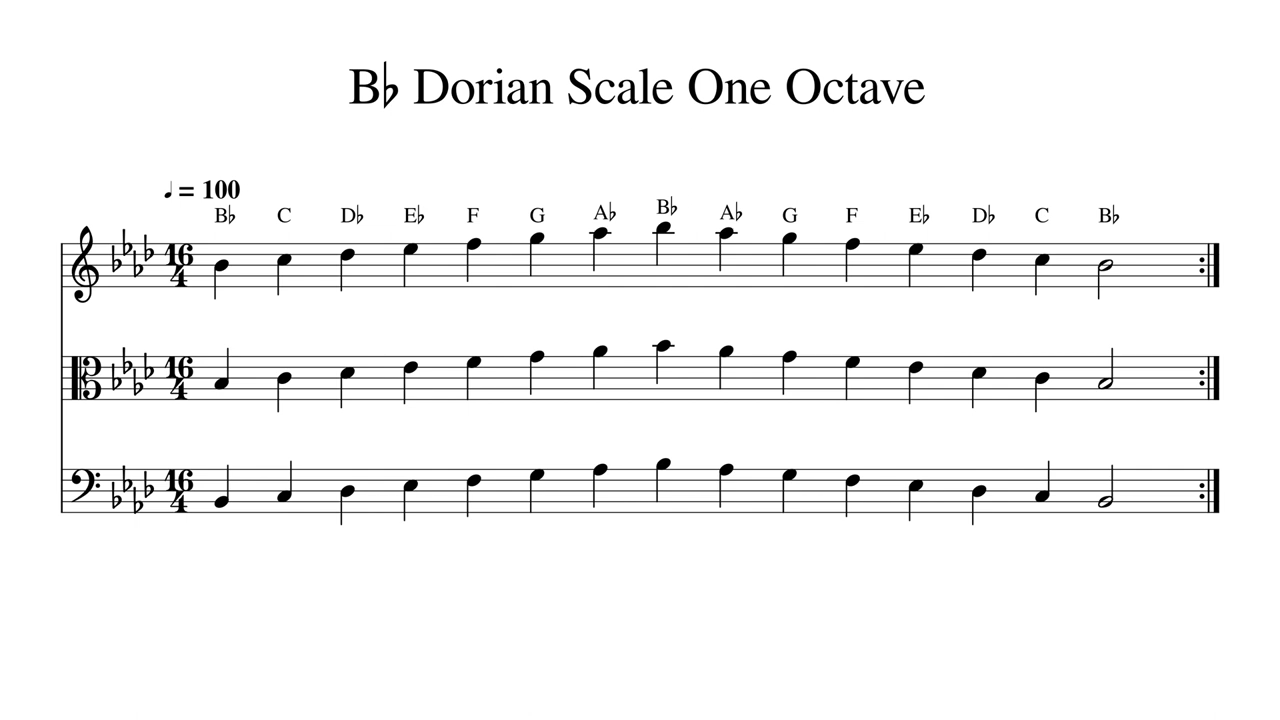 B♭ Dorian Scale One Octave
♩ = 100
B♭ C D♭ E♭ F G A♭ B♭ A♭ G F E♭ D♭ C B♭
16
4
16
4
16
4